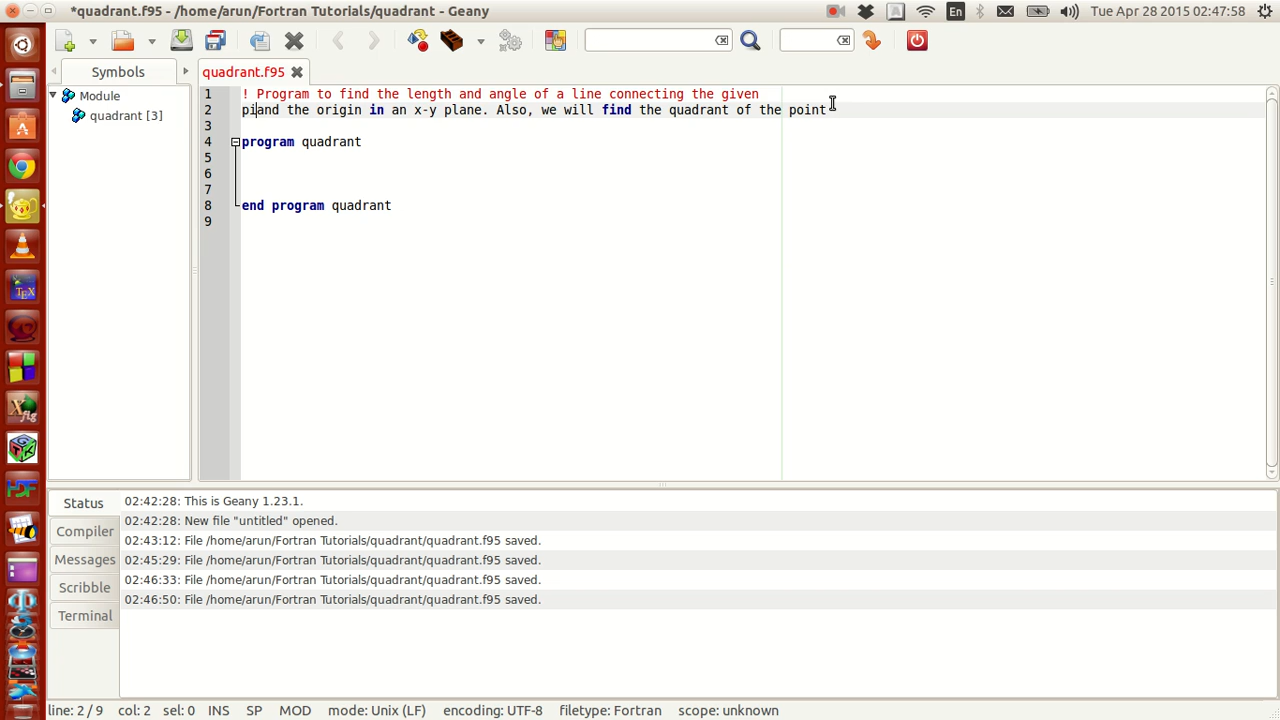 *quadrant.f95 - /home/arun/Fortran Tutorials/quadrant - Geany
En
Tue Apr 28 2015 02:47:58
Symbols
quadrant.f95
Module
quadrant [3]
1 ! Program to find the length and angle of a line connecting the given
2 piand the origin in an x-y plane. Also, we will find the quadrant of the point
3
4 program quadrant
5
6
7
8 end program quadrant
9
Status
Compiler
Messages
Scribble
Terminal
02:42:28: This is Geany 1.23.1.
02:42:28: New file "untitled" opened.
02:43:12: File /home/arun/Fortran Tutorials/quadrant/quadrant.f95 saved.
02:45:29: File /home/arun/Fortran Tutorials/quadrant/quadrant.f95 saved.
02:46:33: File /home/arun/Fortran Tutorials/quadrant/quadrant.f95 saved.
02:46:50: File /home/arun/Fortran Tutorials/quadrant/quadrant.f95 saved.
line: 2 / 9 col: 2 sel: 0 INS SP MOD mode: Unix (LF) encoding: UTF-8 filetype: Fortran scope: unknown